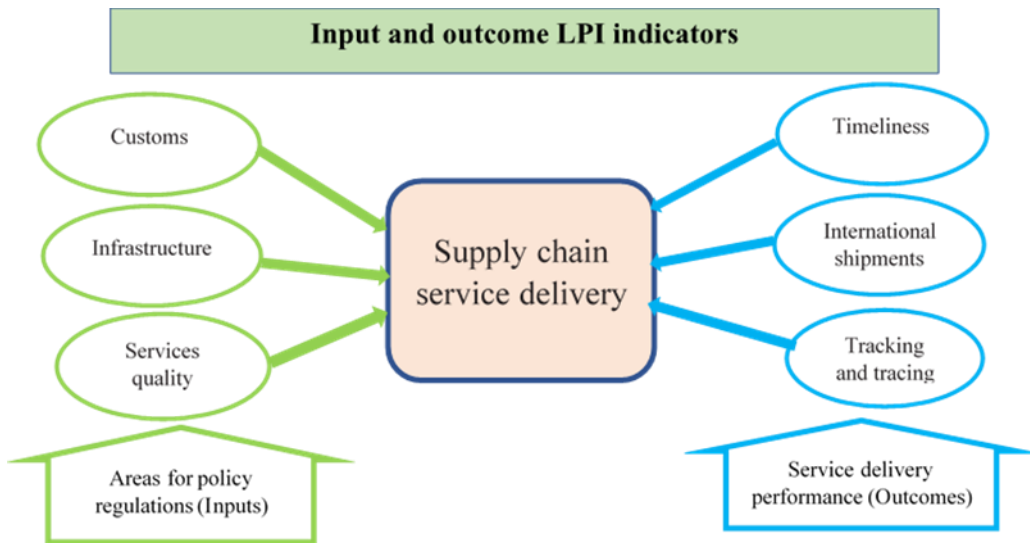 Input and outcome LPI indicators
Customs
Infrastructure
Services
quality
Areas for policy
regulations (Inputs)
Supply chain
service delivery
Timeliness
International
shipments
Tracking
and tracing
Service delivery
performance (Outcomes)